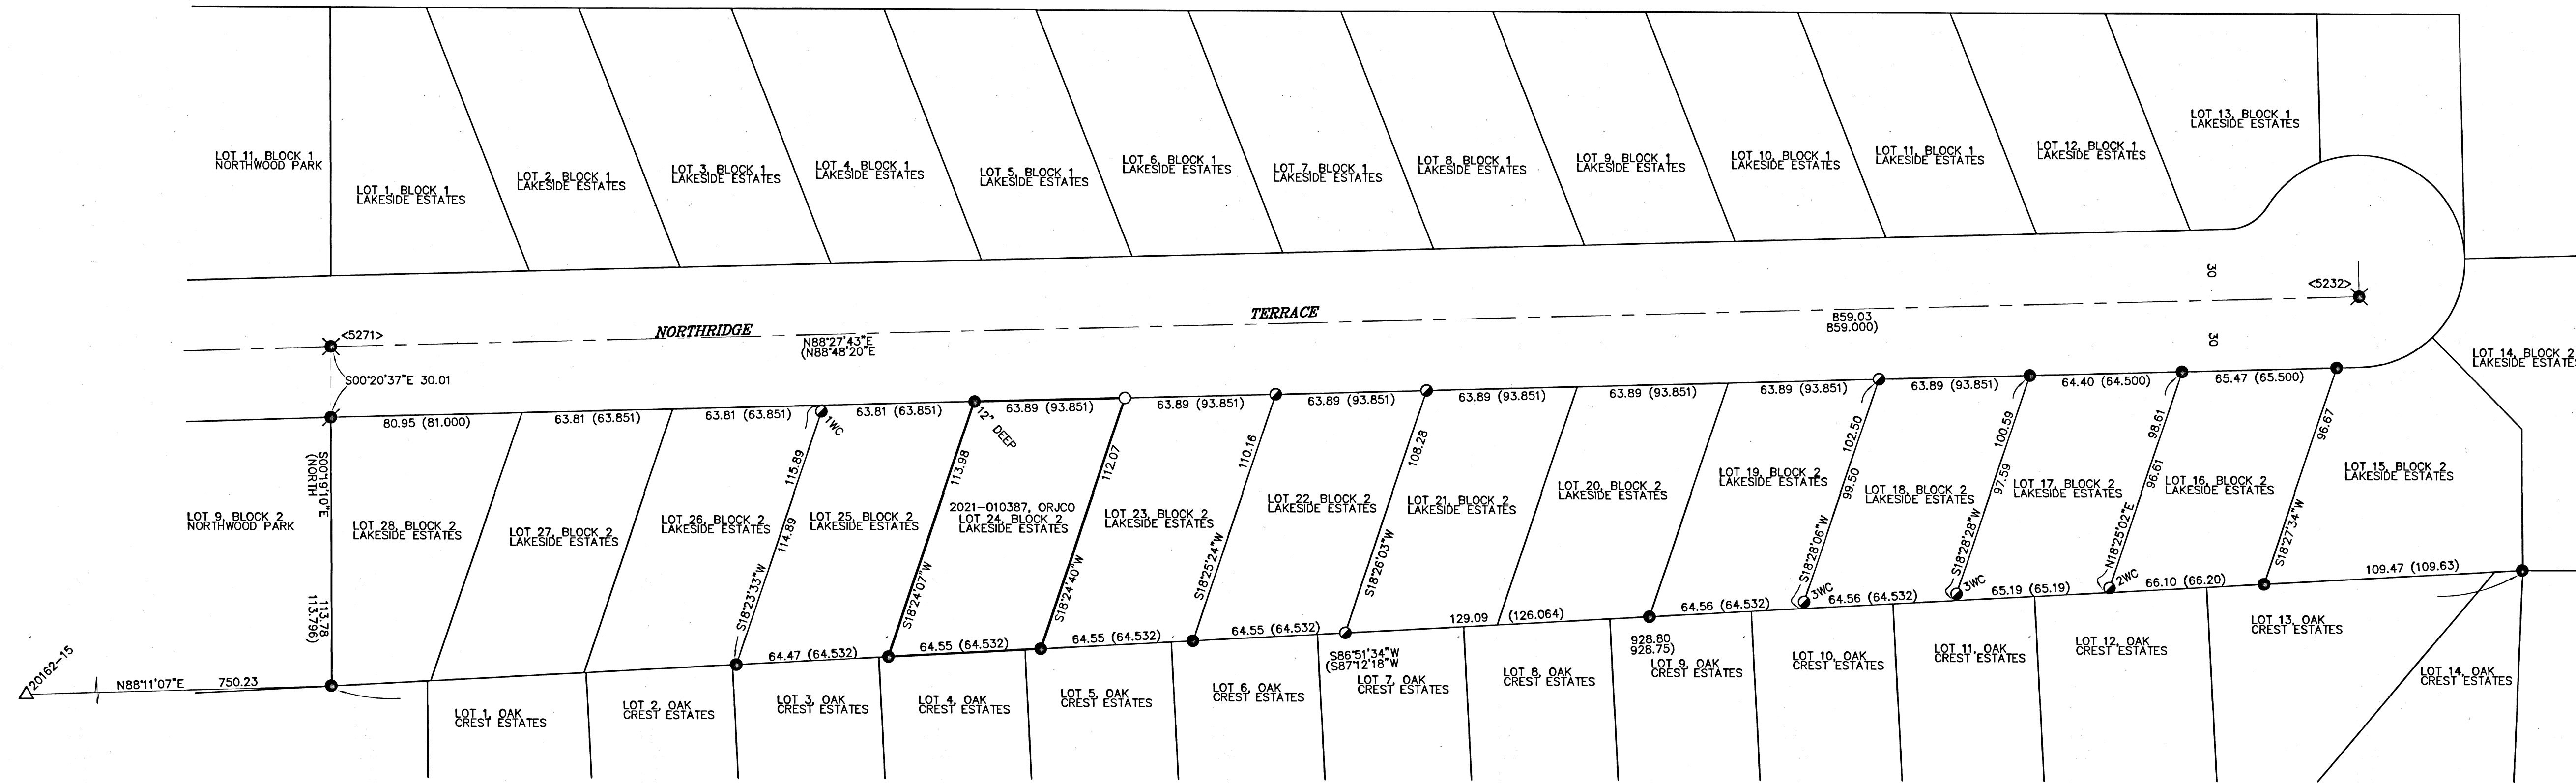 LOT 11, BLOCK 1
NORTHWOOD PARK
LOT 1, BLOCK 1
LAKESIDE ESTATES
LOT 2, BLOCK 1
LAKESIDE ESTATES
LOT 3, BLOCK 1
LAKESIDE ESTATES
LOT 4, BLOCK 1
LAKESIDE ESTATES
LOT 5, BLOCK 1
LAKESIDE ESTATES
LOT 6, BLOCK 1
LAKESIDE ESTATES
LOT 7, BLOCK 1
LAKESIDE ESTATES
LOT 8, BLOCK 1
LAKESIDE ESTATES
LOT 9, BLOCK 1
LAKESIDE ESTATES
LOT 10, BLOCK 1
LAKESIDE ESTATES
LOT 11, BLOCK 1
LAKESIDE ESTATES
LOT 12, BLOCK 1
LAKESIDE ESTATES
LOT 13, BLOCK 1
LAKESIDE ESTATES
<5271>
NORTHRIDGE
TERRACE
N88°27'43"E
(N88°48'20"E
859.03
859.000)
30
30
<5232>
S00°20'37"E 30.01
LOT 14, BLOCK 2
LAKESIDE ESTATES
80.95 (81.000)
63.81 (63.851)
63.81 (63.851)
63.81 (63.851)
63.89 (93.851)
63.89 (93.851)
63.89 (93.851)
63.89 (93.851)
63.89 (93.851)
63.89 (93.851)
63.89 (93.851)
64.40 (64.500)
65.47 (65.500)
1WC
12" DEEP
S00°19'10"E
(NORTH
113.78
113.796)
115.89
114.89
S18°23'33"W
113.98
S18°24'07"W
112.07
S18°24'40"W
110.16
S18°25'24"W
108.28
S18°26'03"W
102.50
99.50
S18°28'06"W
100.59
97.59
S18°28'28"W
98.61
96.61
N18°25'02"E
96.67
S18°27'34"W
LOT 9, BLOCK 2
NORTHWOOD PARK
LOT 28, BLOCK 2
LAKESIDE ESTATES
LOT 27, BLOCK 2
LAKESIDE ESTATES
LOT 26, BLOCK 2
LAKESIDE ESTATES
LOT 25, BLOCK 2
LAKESIDE ESTATES
2021-010387, ORJCO
LOT 24, BLOCK 2
LAKESIDE ESTATES
LOT 23, BLOCK 2
LAKESIDE ESTATES
LOT 22, BLOCK 2
LAKESIDE ESTATES
LOT 21, BLOCK 2
LAKESIDE ESTATES
LOT 20, BLOCK 2
LAKESIDE ESTATES
LOT 19, BLOCK 2
LAKESIDE ESTATES
LOT 18, BLOCK 2
LAKESIDE ESTATES
LOT 17, BLOCK 2
LAKESIDE ESTATES
LOT 16, BLOCK 2
LAKESIDE ESTATES
LOT 15, BLOCK 2
LAKESIDE ESTATES
3WC
3WC
2WC
20162-15
N88°11'07"E
750.23
64.47 (64.532)
64.55 (64.532)
64.55 (64.532)
64.55 (64.532)
129.09 (126.064)
64.56 (64.532)
64.56 (64.532)
65.19 (65.19)
66.10 (66.20)
109.47 (109.63)
S86°51'34"W
(S87°12'18"W
928.80
928.75)
LOT 1, OAK
CREST ESTATES
LOT 2, OAK
CREST ESTATES
LOT 3, OAK
CREST ESTATES
LOT 4, OAK
CREST ESTATES
LOT 5, OAK
CREST ESTATES
LOT 6, OAK
CREST ESTATES
LOT 7, OAK
CREST ESTATES
LOT 8, OAK
CREST ESTATES
LOT 9, OAK
CREST ESTATES
LOT 10, OAK
CREST ESTATES
LOT 11, OAK
CREST ESTATES
LOT 12, OAK
CREST ESTATES
LOT 13, OAK
CREST ESTATES
LOT 14, OAK
CREST ESTATES